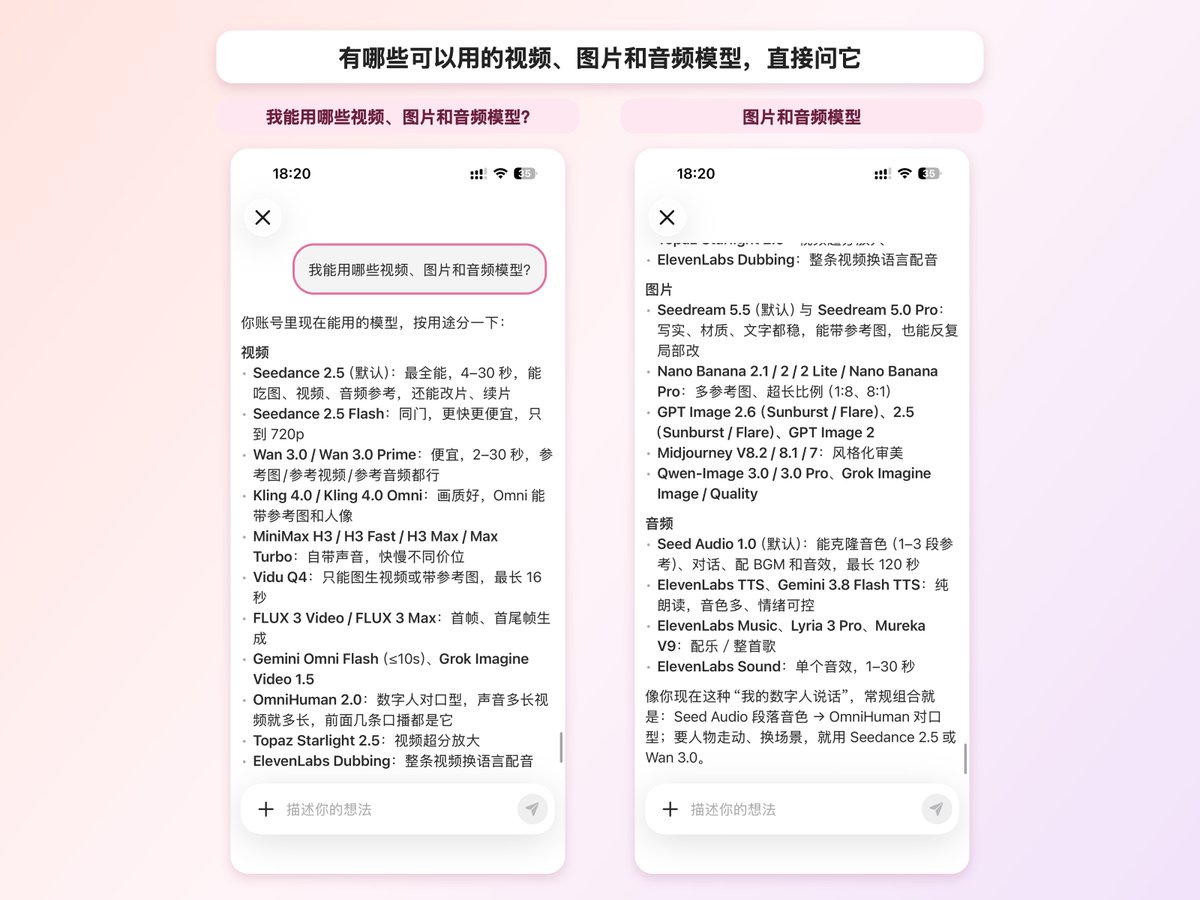 有哪些可以用的视频、图片和音频模型，直接问它
我能用哪些视频、图片和音频模型？
18:20
35
我能用哪些视频、图片和音频模型？
你账号里现在能用的模型，按用途分一下：
视频
· Seedance 2.5 (默认)：最全能，4–30 秒，能
吃图、视频、音频参考，还能改片、续片
· Seedance 2.5 Flash：同门，更快更便宜，只
到 720p
· Wan 3.0 / Wan 3.0 Prime：便宜，2–30 秒，参
考图/参考视频/参考音频都行
· Kling 4.0 / Kling 4.0 Omni：画质好，Omni 能
带参考图和人像
· MiniMax H3 / H3 Fast / H3 Max / Max
Turbo：自带声音，快慢不同价位
· Vidu Q4：只能图生视频或带参考图，最长 16
秒
· FLUX 3 Video / FLUX 3 Max：首帧、首尾帧生
成
· Gemini Omni Flash (≤10s)、Grok Imagine
Video 1.5
· OmniHuman 2.0：数字人对口型，声音多长视
频就多长，前面几条口播都是它
· Topaz Starlight 2.5：视频超分放大
· ElevenLabs Dubbing：整条视频换语言配音
描述你的想法
图片和音频模型
18:20
35
Topaz Starlight 2.5：视频超分放大
· ElevenLabs Dubbing：整条视频换语言配音
图片
· Seedream 5.5 (默认) 与 Seedream 5.0 Pro：
写实、材质、文字都稳，能带参考图，也能反复
局部改
· Nano Banana 2.1 / 2 / 2 Lite / Nano Banana
Pro：多参考图、超长比例 (1:8、8:1)
· GPT Image 2.6 (Sunburst / Flare)、2.5
(Sunburst / Flare)、GPT Image 2
· Midjourney V8.2 / 8.1 / 7：风格化审美
· Qwen-Image 3.0 / 3.0 Pro、Grok Imagine
Image / Quality
音频
· Seed Audio 1.0 (默认)：能克隆音色 (1–3 段参
考)、对话、配 BGM 和音效，最长 120 秒
· ElevenLabs TTS、Gemini 3.8 Flash TTS：纯
朗读，音色多、情绪可控
· ElevenLabs Music、Lyria 3 Pro、Mureka
V9：配乐 / 整首歌
· ElevenLabs Sound：单个音效，1–30 秒
像你现在这种 “我的数字人说话”，常规组合就
是：Seed Audio 段落音色 → OmniHuman 对口
型；要人物走动、换场景，就用 Seedance 2.5 或
Wan 3.0。
描述你的想法